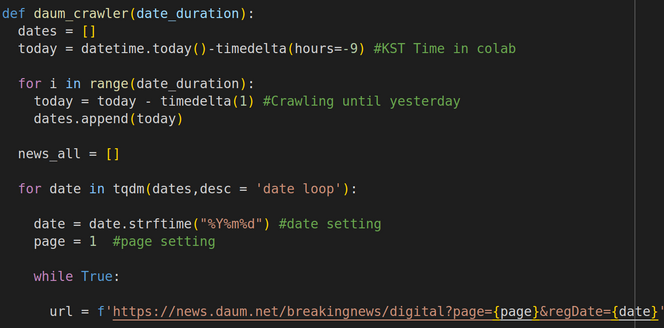 def daum_crawler(date_duration):
dates = []
today = datetime.today()-timedelta(hours=-9) #KST Time in colab
for i in range(date_duration):
today = today - timedelta(1) #Crawling until yesterday
dates.append(today)
news_all = []
for date in tqdm(dates,desc = 'date loop'):
date = date.strftime("%Y%m%d") #date setting
page = 1  #page setting
while True:
url = f'https://news.daum.net/breakingnews/digital?page={page}&regDate={date}'